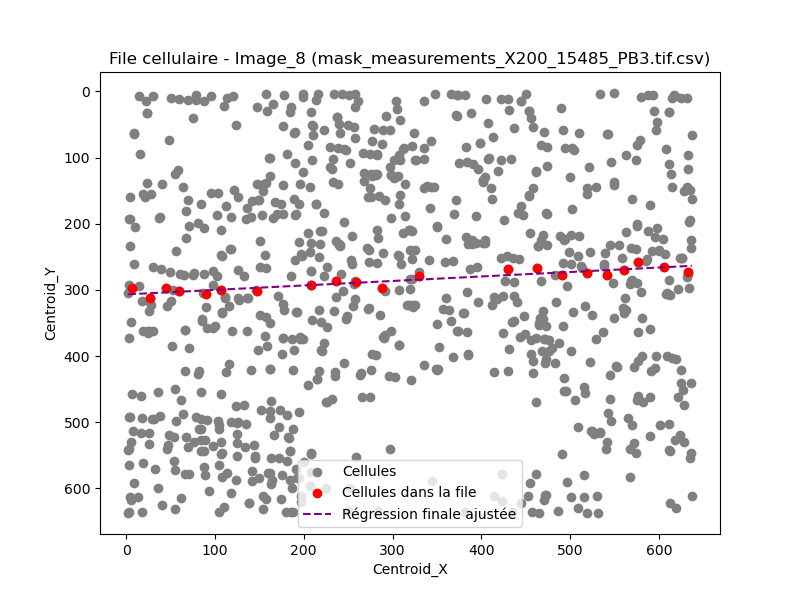 File cellulaire - Image_8 (mask_measurements_X200_15485_PB3.tif.csv)
0
100
200
300
400
500
600
Centroid_Y
Cellules
Cellules dans la file
Régression finale ajustée
0 100 200 300 400 500 600
Centroid_X